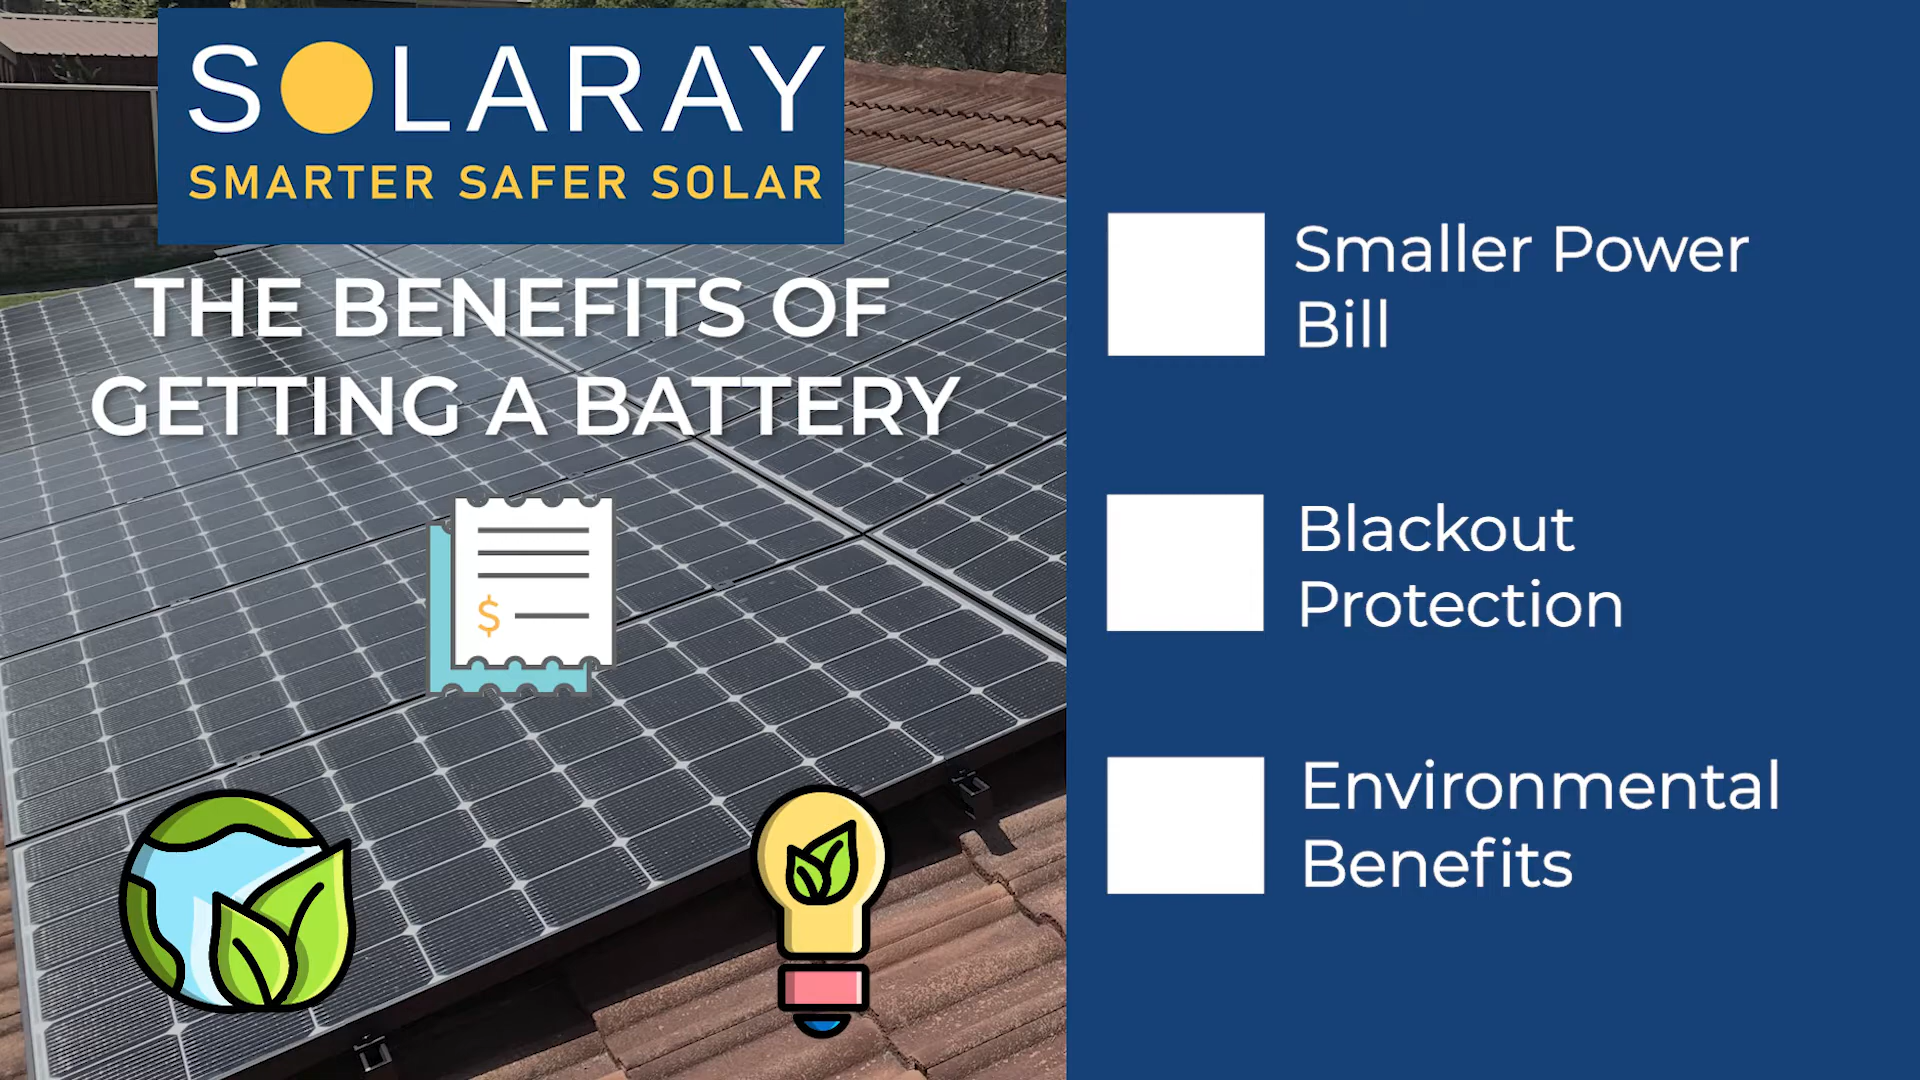 SOLARAY
SMARTER SAFER SOLAR
THE BENEFITS OF
GETTING A BATTERY
$
Smaller Power
Bill
Blackout
Protection
Environmental
Benefits